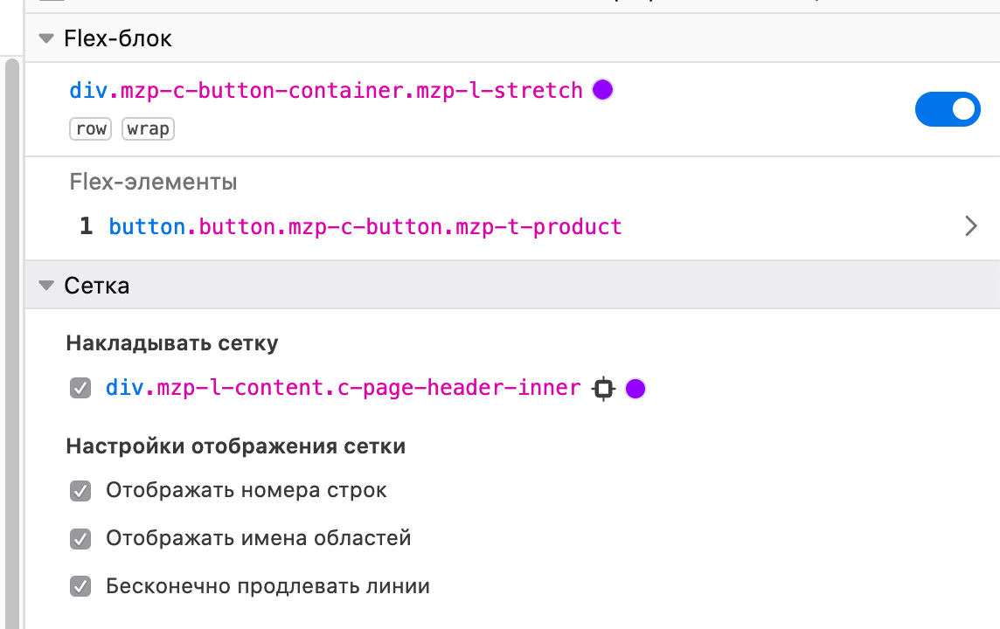 Flex-блок
div.mzp-c-button-container.mzp-l-stretch
row wrap
Flex-элементы
1 button.button.mzp-c-button.mzp-t-product
Сетка
Накладывать сетку
div.mzp-l-content.c-page-header-inner
Настройки отображения сетки
Отображать номера строк
Отображать имена областей
Бесконечно продлевать линии